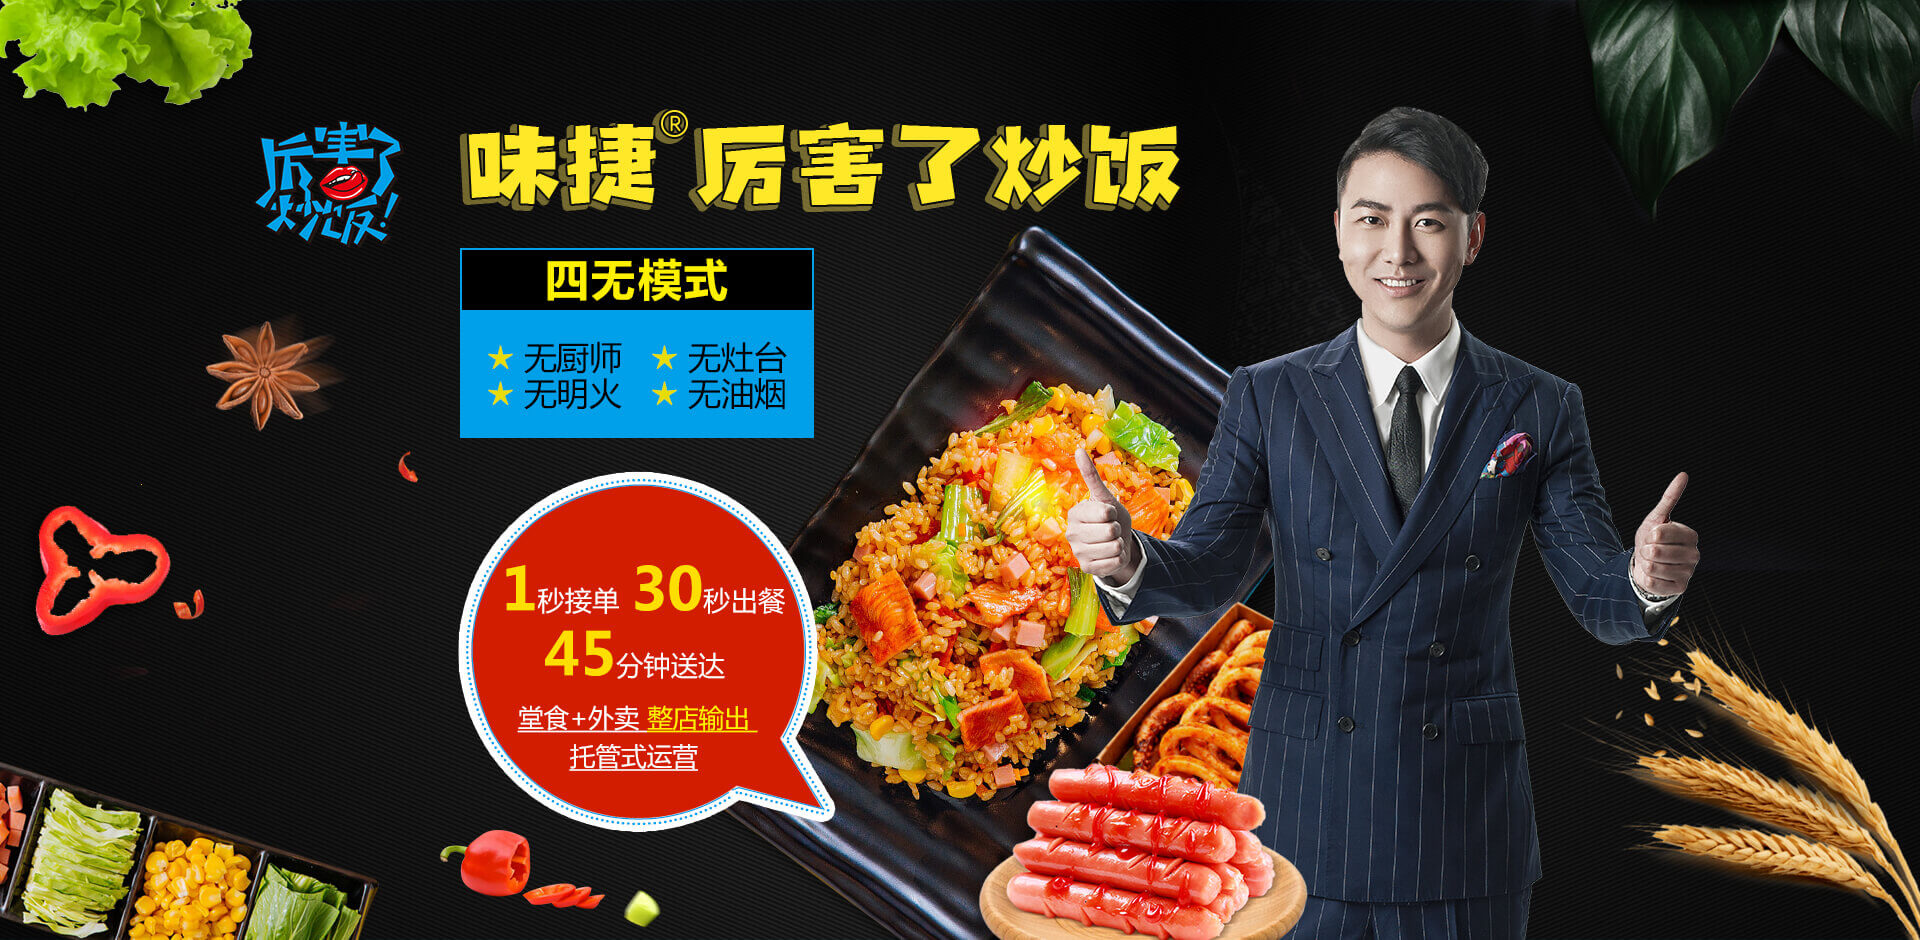 厉害了
炒饭!
味捷®厉害了炒饭
四无模式
★ 无厨师 ★ 无灶台
★ 无明火 ★ 无油烟
1秒接单 30秒出餐
45分钟送达
堂食+外卖 整店输出
托管式运营